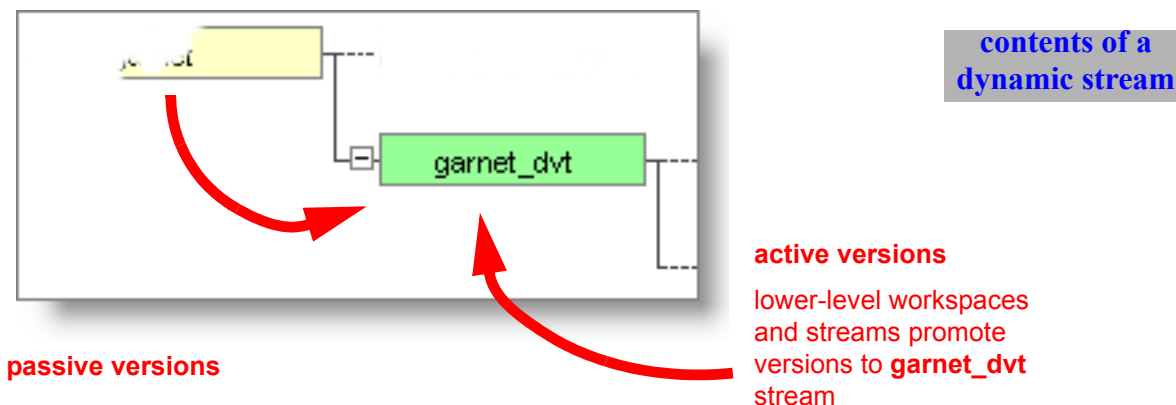 contents of a
dynamic stream
garnet_dvt
active versions
lower-level workspaces
and streams promote
versions to garnet_dvt
stream
passive versions